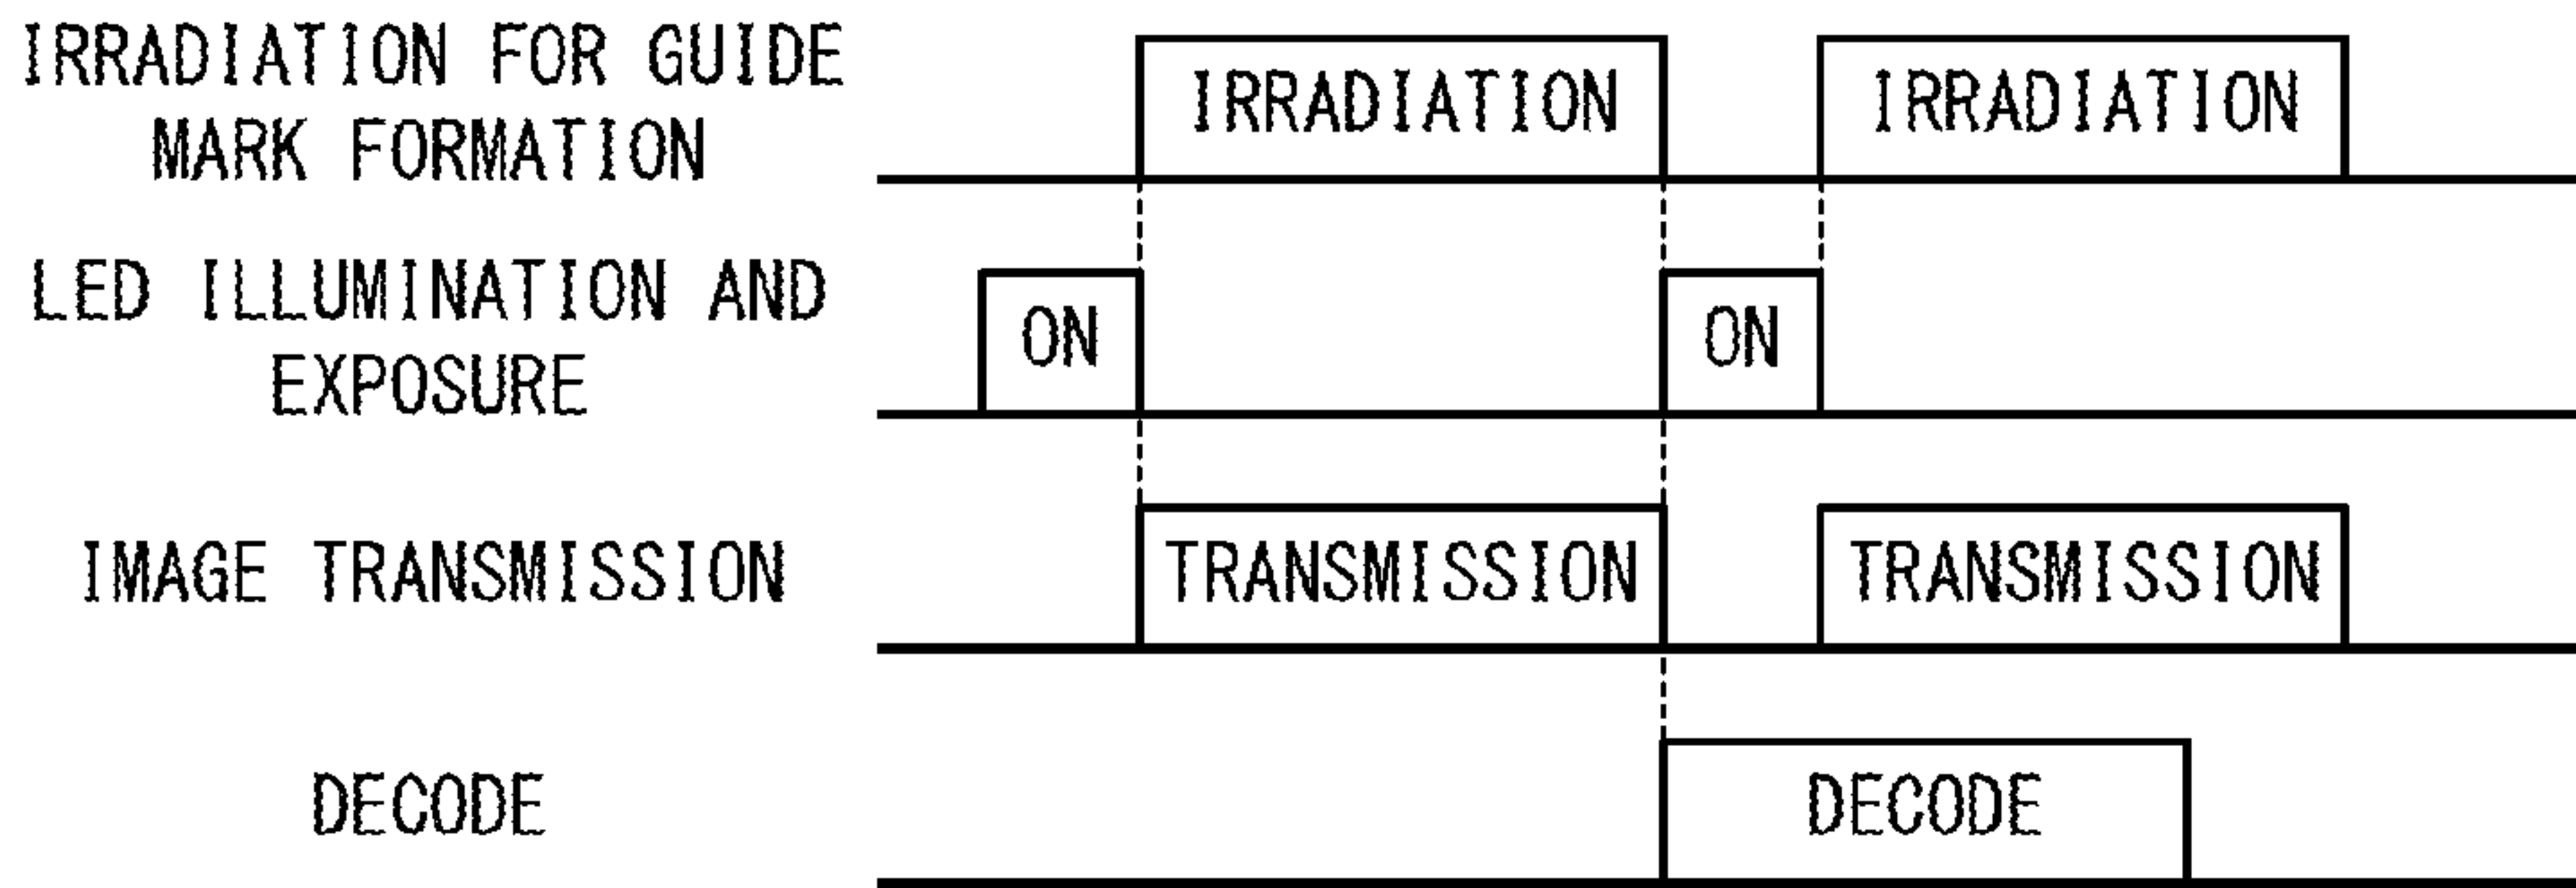 IRRADIATION FOR GUIDE
MARK FORMATION
IRRADIATION
IRRADIATION
LED ILLUMINATION AND
EXPOSURE
ON
ON
IMAGE TRANSMISSION
TRANSMISSION
TRANSMISSION
DECODE
DECODE